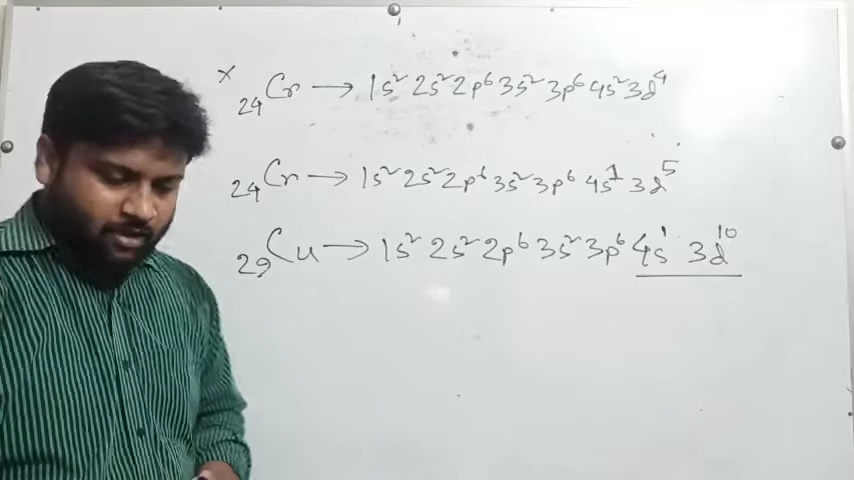 x ₂₄Cr → 1s² 2s² 2p⁶ 3s² 3p⁶ 4s² 3d⁴
₂₄Cr → 1s² 2s² 2p⁶ 3s² 3p⁶ 4s¹ 3d⁵
₂₉Cu → 1s² 2s² 2p⁶ 3s² 3p⁶ 4s¹ 3d¹⁰